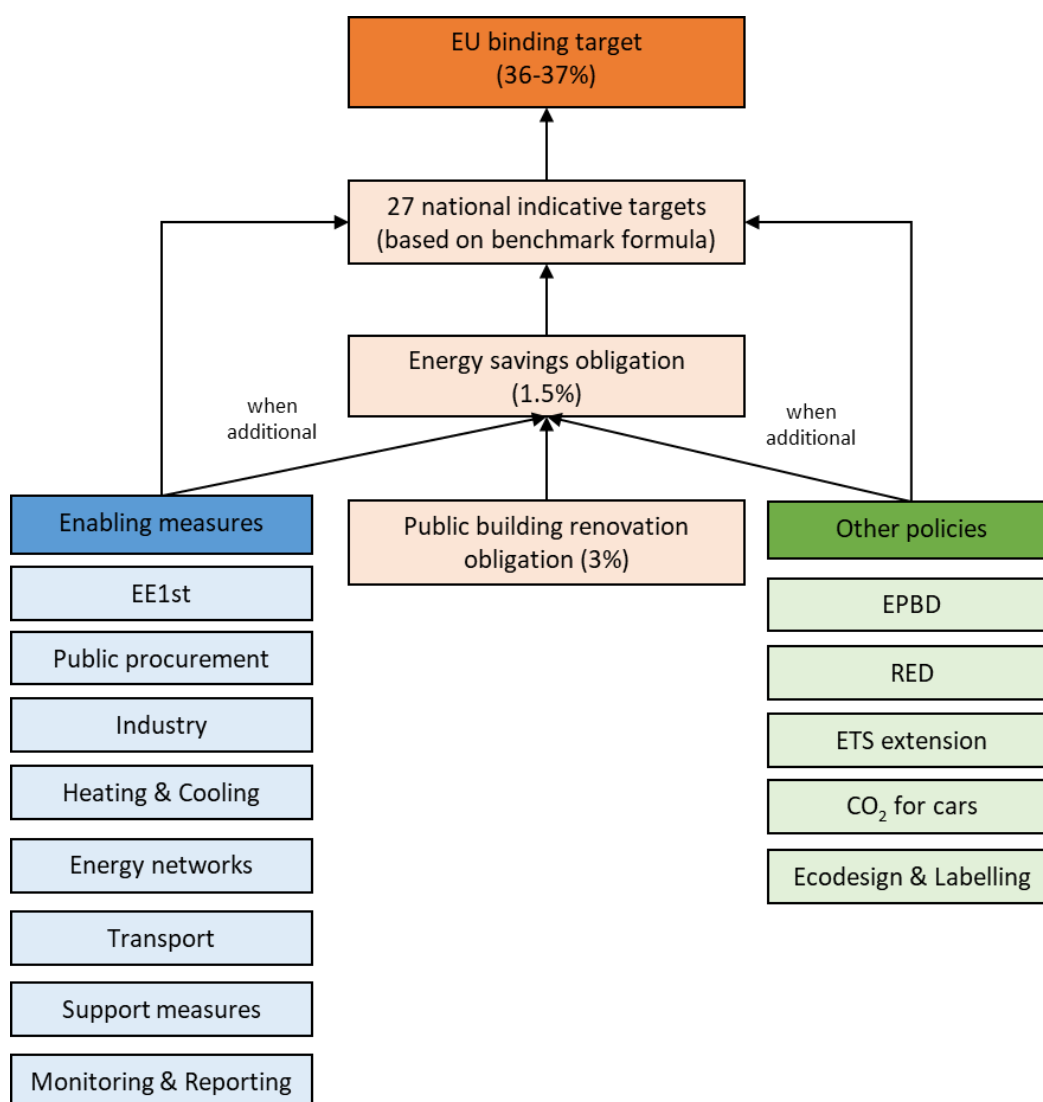 EU binding target
(36-37%)
27 national indicative targets
(based on benchmark formula)
Energy savings obligation
(1.5%)
when
additional
when
additional
Enabling measures
Public building renovation
obligation (3%)
Other policies
EE1st
Public procurement
Industry
Heating & Cooling
Energy networks
Transport
Support measures
Monitoring & Reporting
EPBD
RED
ETS extension
CO₂ for cars
Ecodesign & Labelling